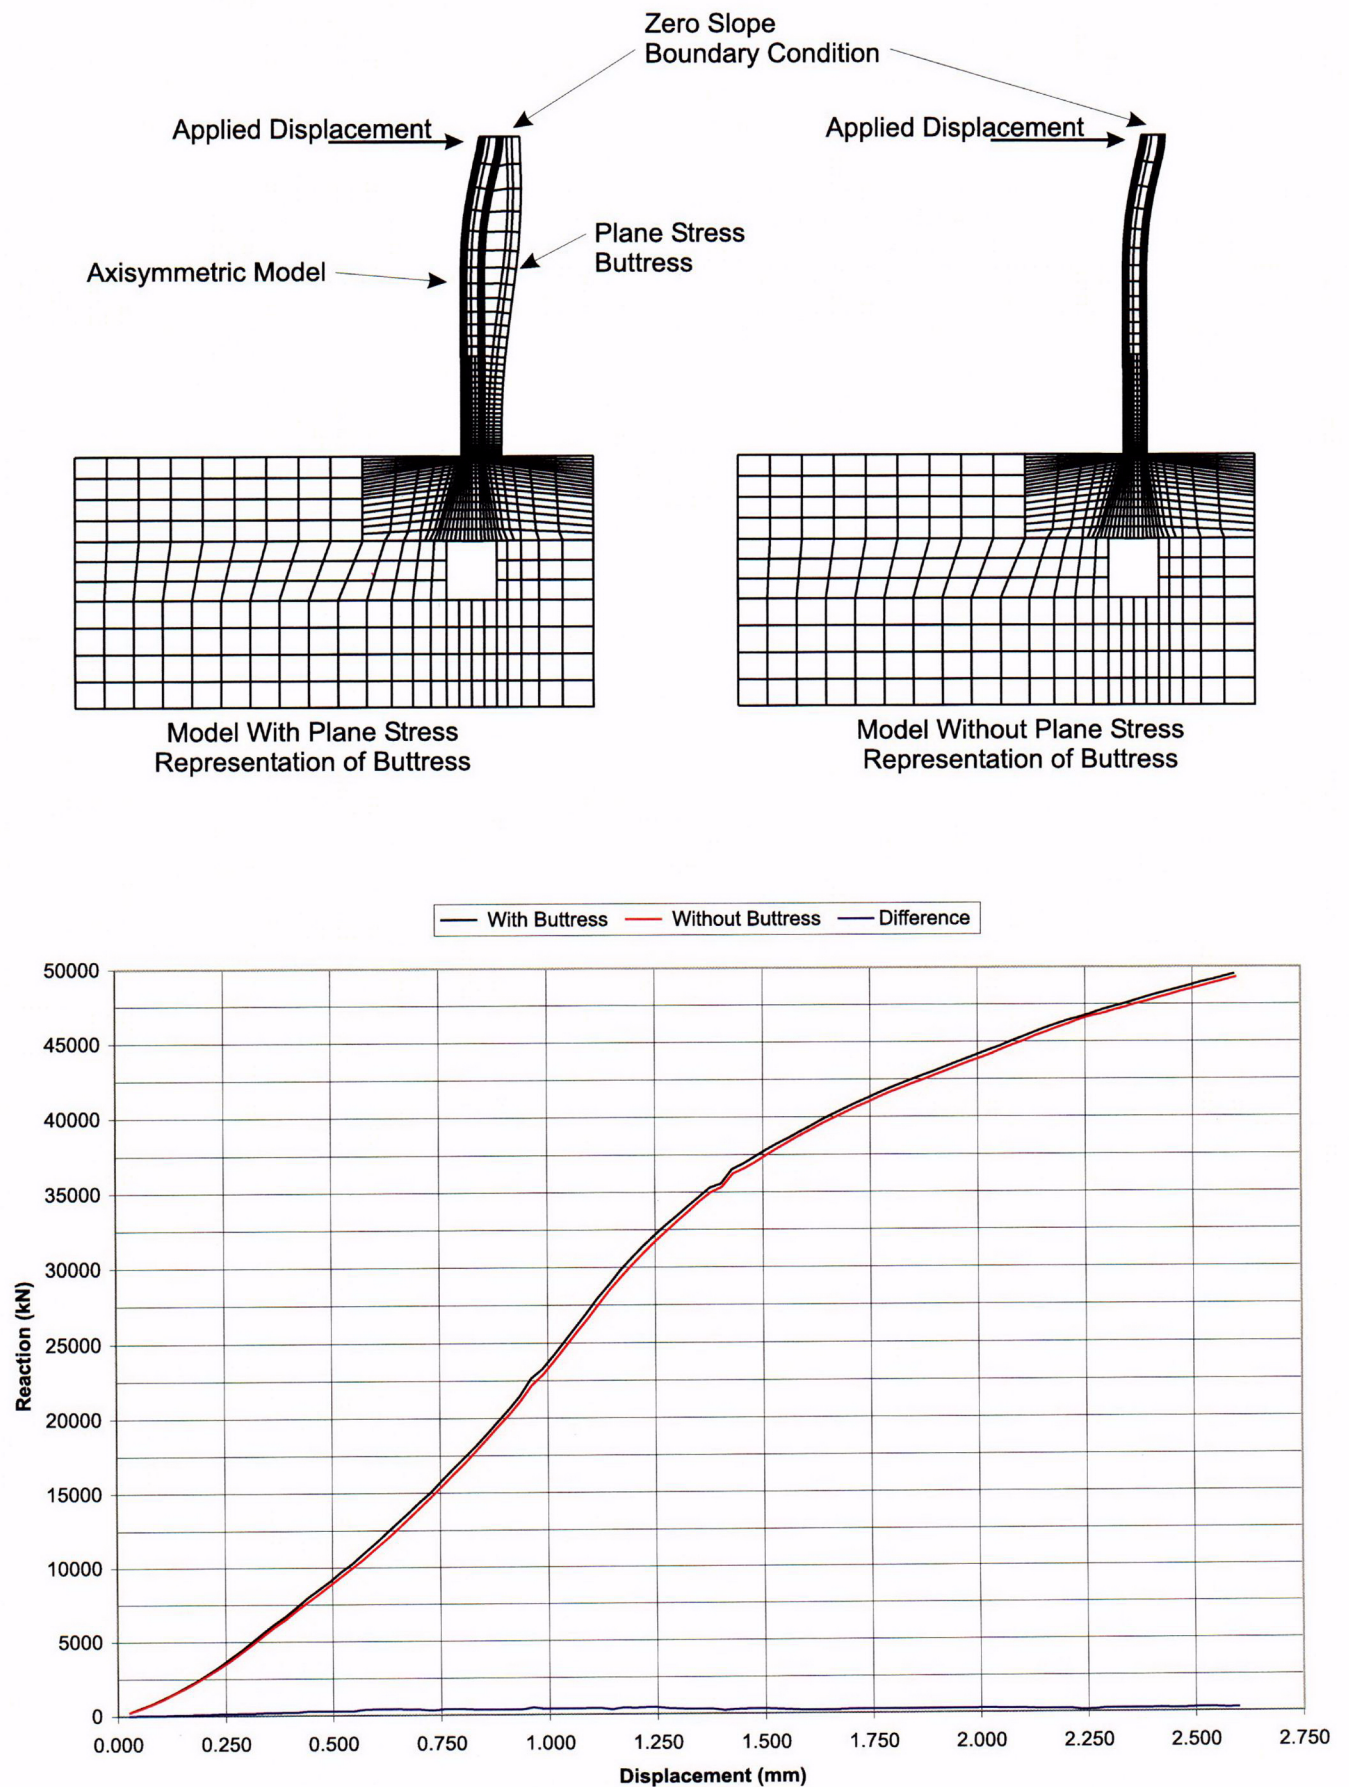 Zero Slope
Boundary Condition
Applied Displacement
Applied Displacement
Plane Stress
Buttress
Axisymmetric Model
Model With Plane Stress
Representation of Buttress
Model Without Plane Stress
Representation of Buttress
With Buttress
Without Buttress
Difference
50000
45000
40000
35000
30000
25000
20000
15000
10000
5000
0
Reaction (kN)
0.000
0.250
0.500
0.750
1.000
1.250
1.500
1.750
2.000
2.250
2.500
2.750
Displacement (mm)